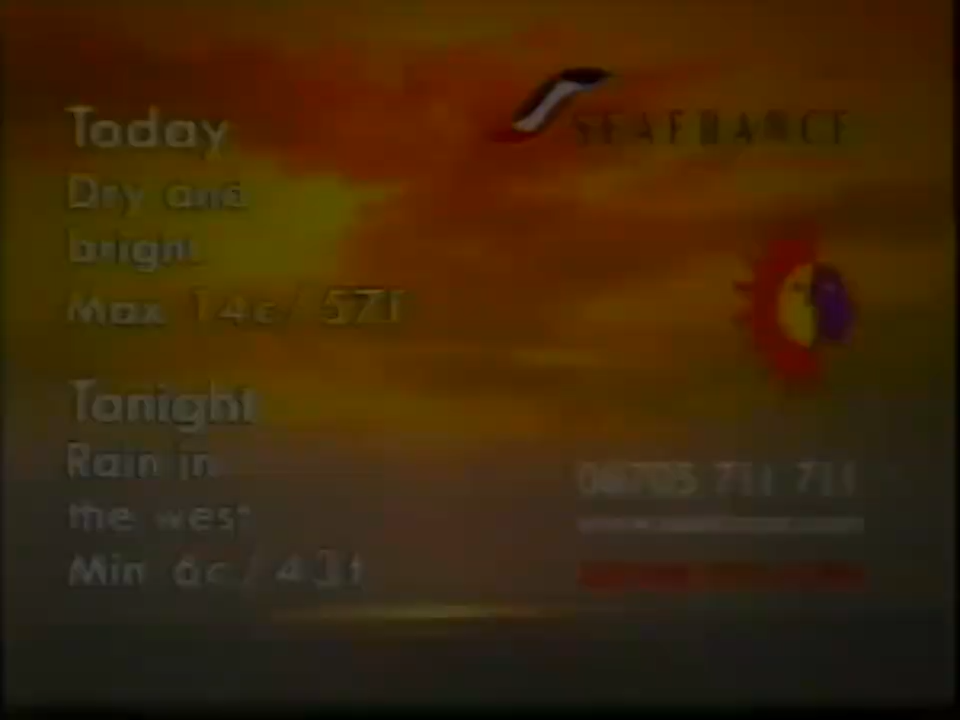 Today
Dry and
bright
Max 14c/57f
Tonight
Rain in
the west
Min 6c/43f
SEAFRANCE
08705 711 711